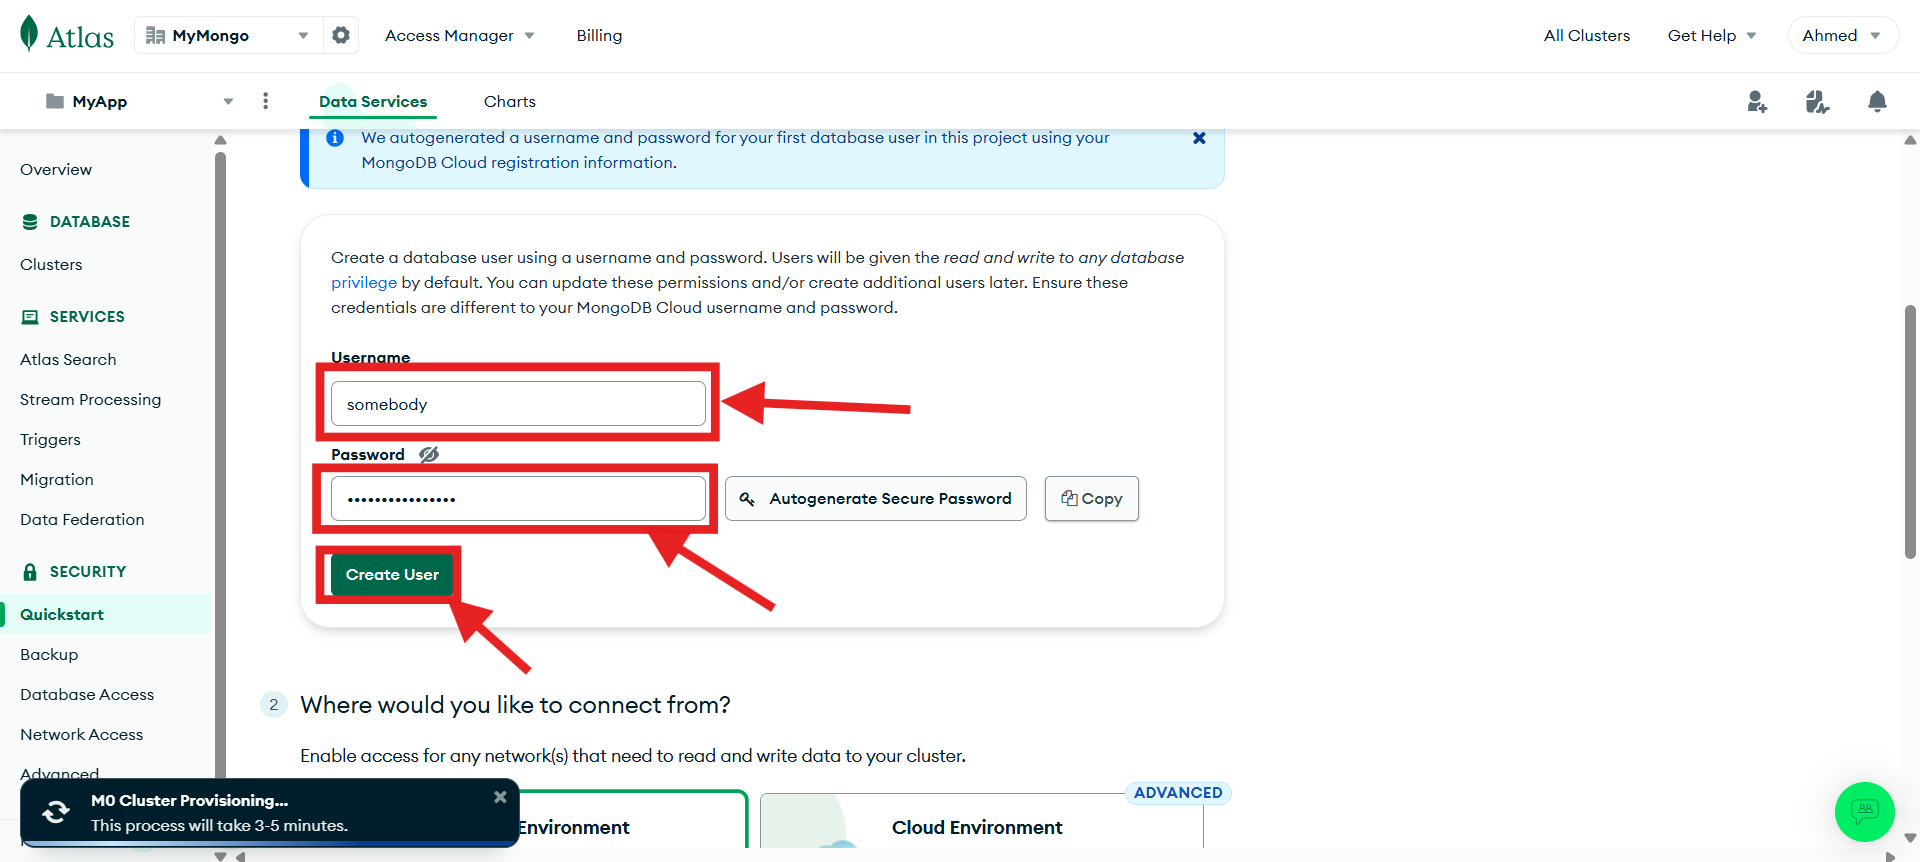 Atlas
MyMongo
Access Manager
Billing
All Clusters
Get Help
Ahmed
MyApp
Data Services
Charts
Overview
DATABASE
Clusters
SERVICES
Atlas Search
Stream Processing
Triggers
Migration
Data Federation
SECURITY
Quickstart
Backup
Database Access
Network Access
Advanced
We autogenerated a username and password for your first database user in this project using your
MongoDB Cloud registration information.
Create a database user using a username and password. Users will be given the read and write to any database
privilege by default. You can update these permissions and/or create additional users later. Ensure these
credentials are different to your MongoDB Cloud username and password.
Username
somebody
Password
••••••••••••••••
Autogenerate Secure Password
Copy
Create User
2
Where would you like to connect from?
Enable access for any network(s) that need to read and write data to your cluster.
Environment
ADVANCED
Cloud Environment
M0 Cluster Provisioning...
This process will take 3-5 minutes.